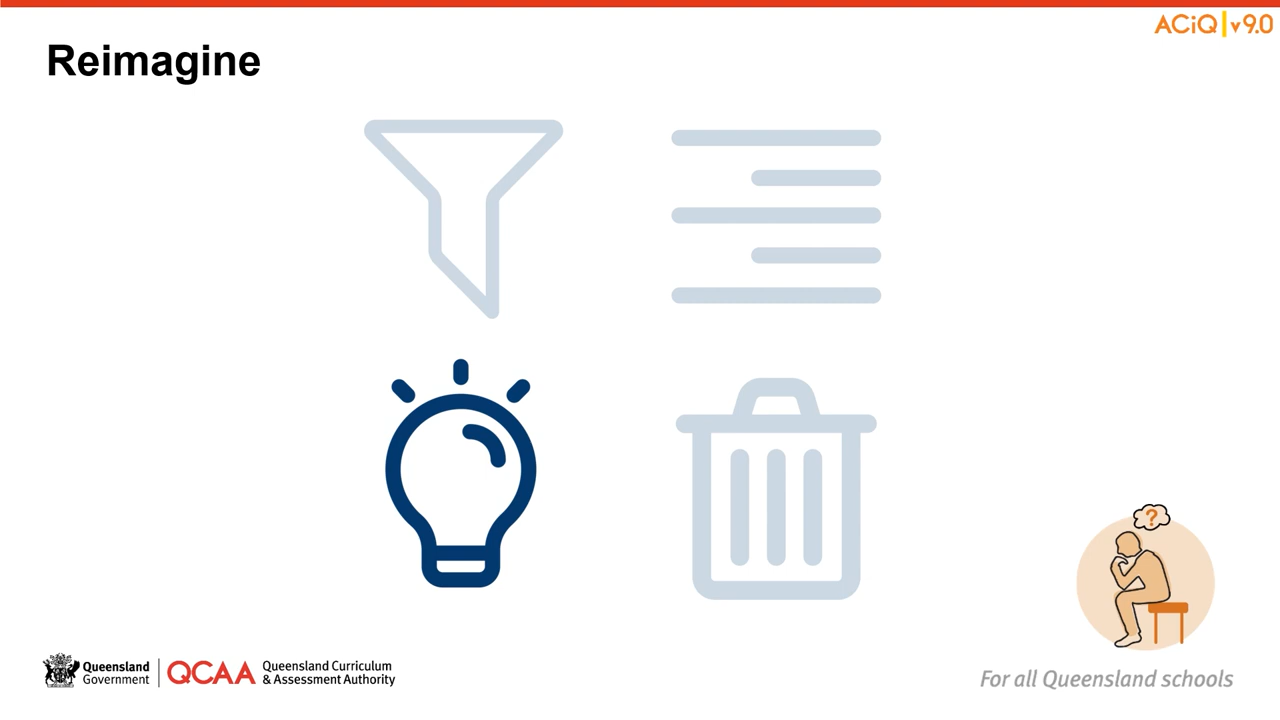 ACiQ v9.0
Reimagine
?
Queensland
Government
QCAA
Queensland Curriculum
& Assessment Authority
For all Queensland schools